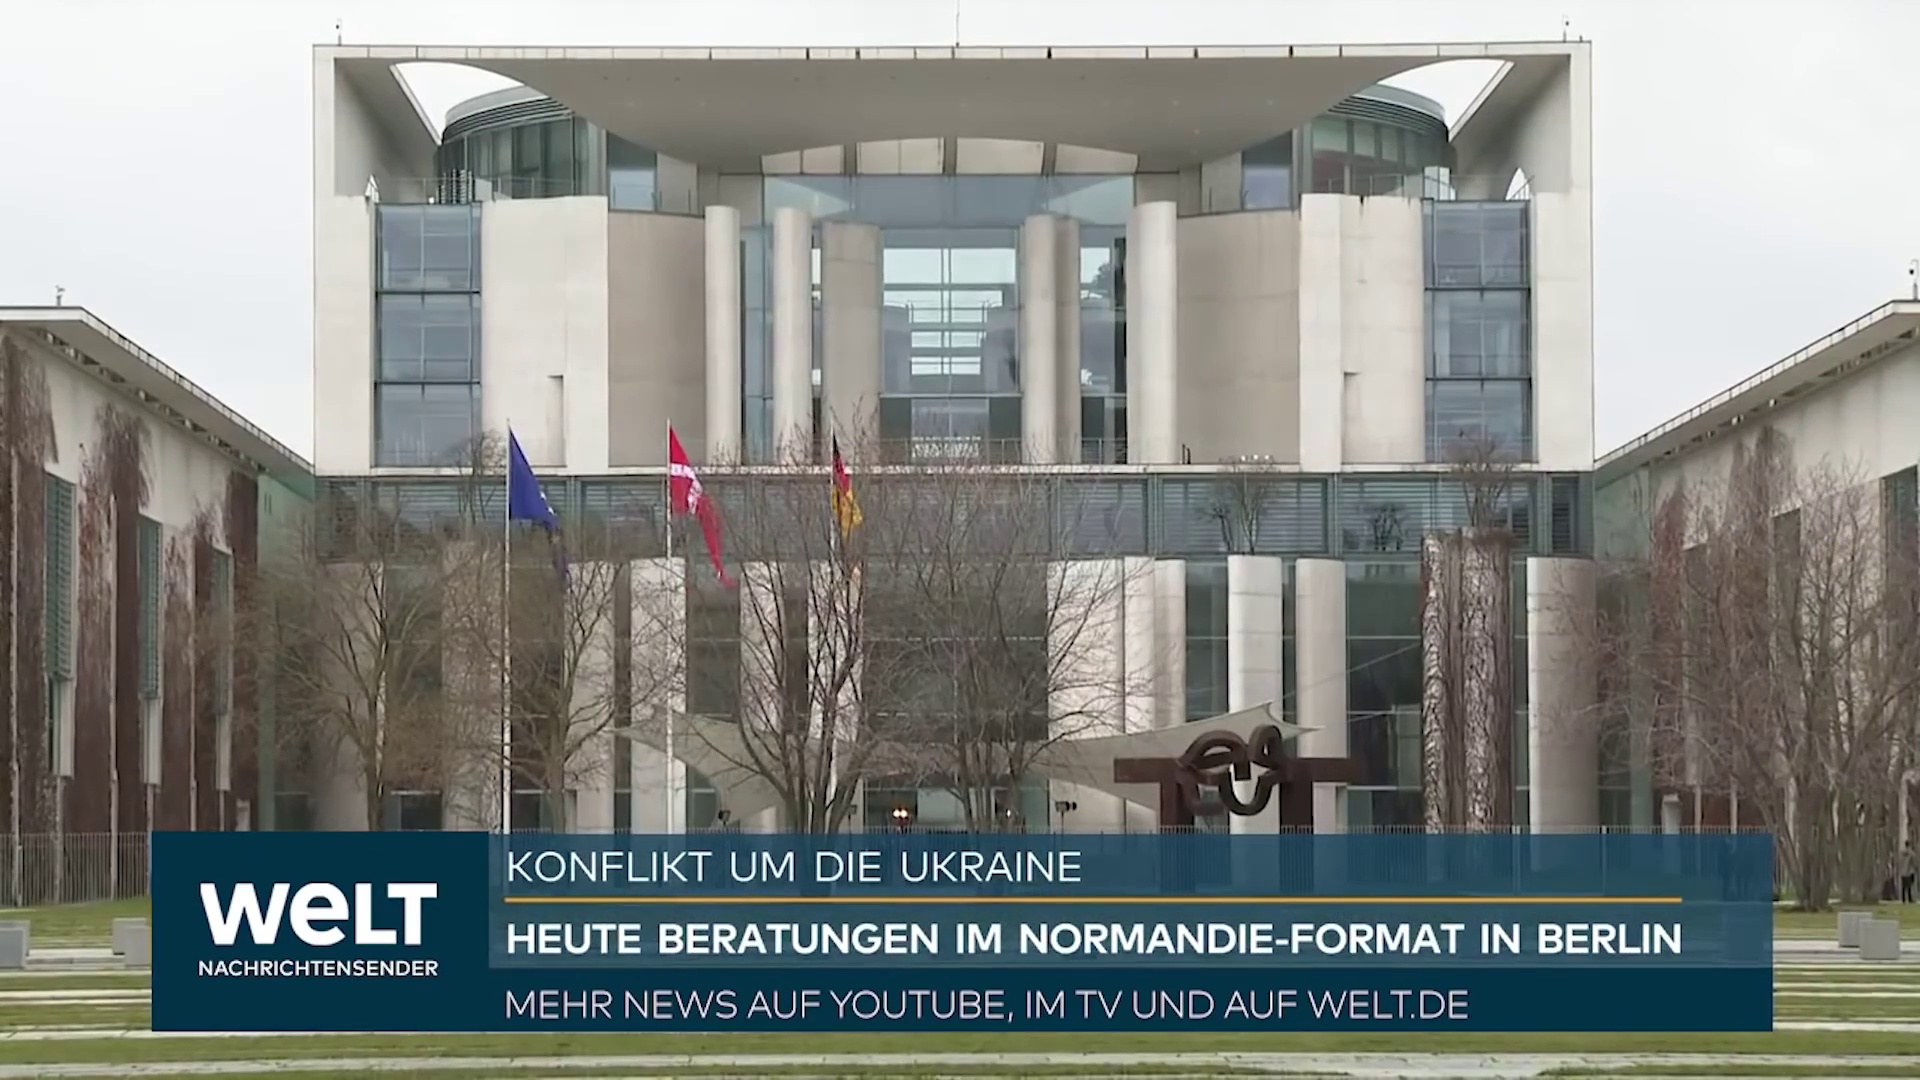 KONFLIKT UM DIE UKRAINE
WELT
NACHRICHTENSENDER
HEUTE BERATUNGEN IM NORMANDIE-FORMAT IN BERLIN
MEHR NEWS AUF YOUTUBE, IM TV UND AUF WELT.DE